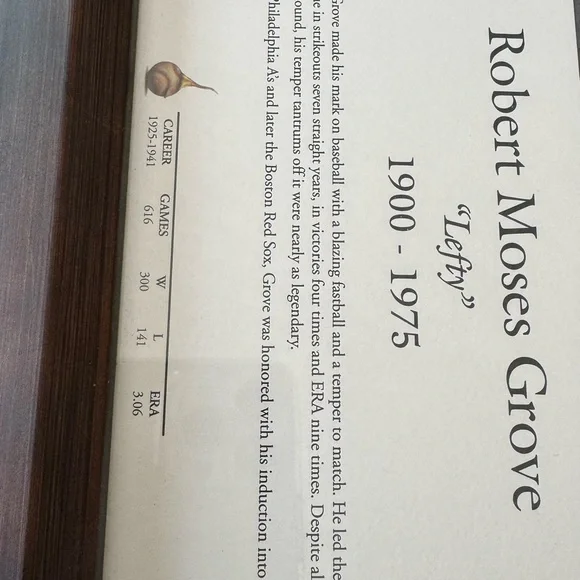 Robert Moses Grove
"Lefty"
1900 - 1975
Grove made his mark on baseball with a blazing fastball and a temper to match. He led the
in strikeouts seven straight years, in victories four times and ERA nine times. Despite
his temper tantrums off it were nearly as legendary.
Philadelphia A's and later the Boston Red Sox, Grove was honored with his induction into
CAREER GAMES W L ERA
1925-1941 616 300 141 3.06